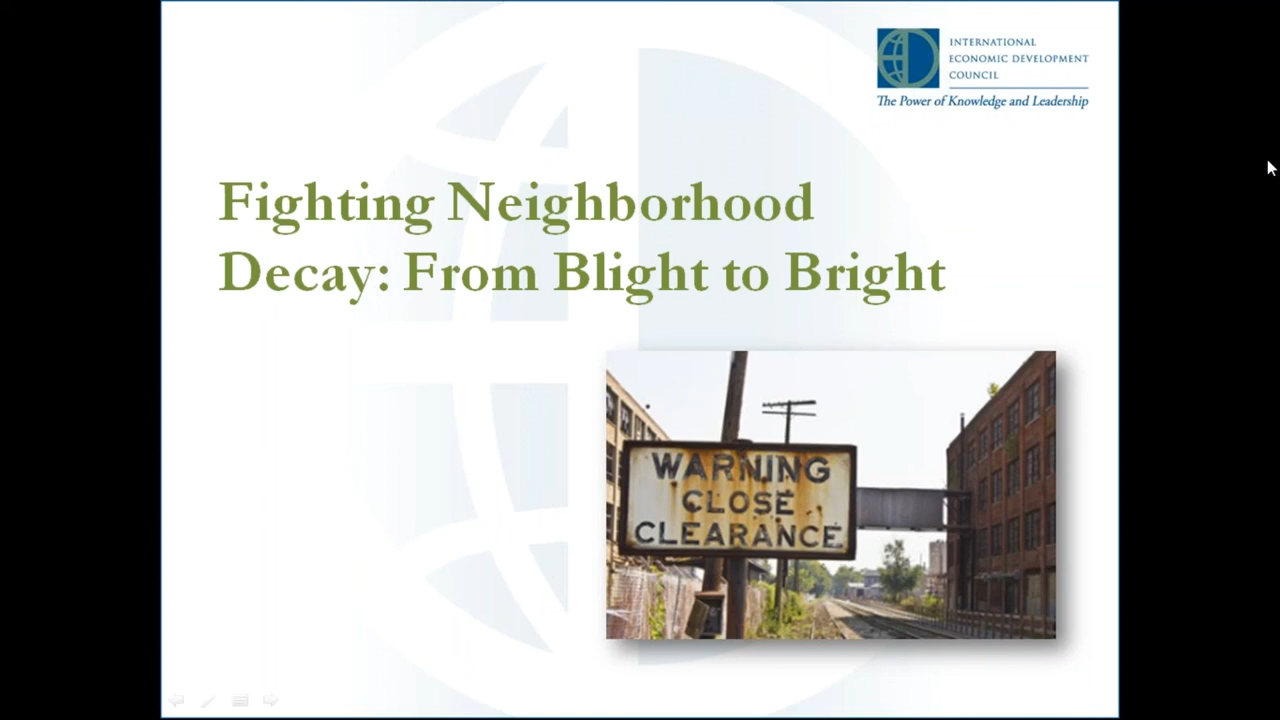 INTERNATIONAL
ECONOMIC DEVELOPMENT
COUNCIL
The Power of Knowledge and Leadership
Fighting Neighborhood
Decay: From Blight to Bright
WARNING
CLOSE
CLEARANCE